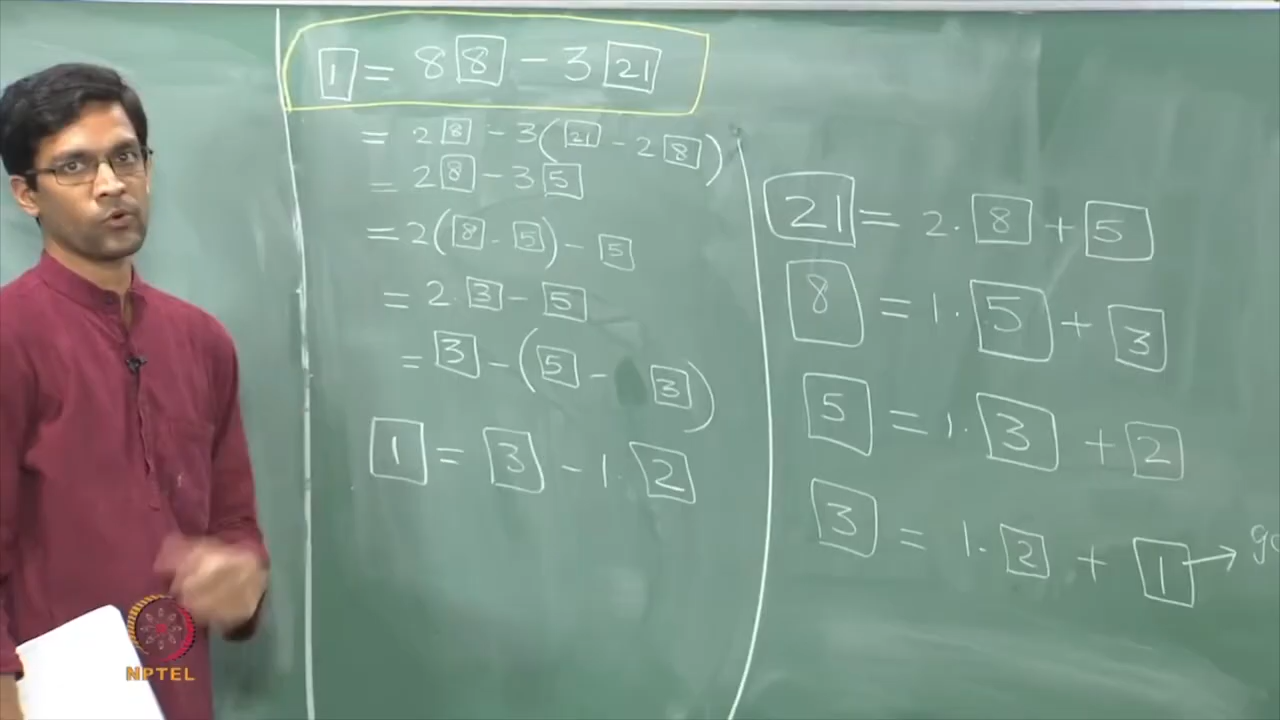 1 = 8 8 - 3 21
= 2 8 - 3 ( 21 - 2 8 )
= 2 8 - 3 5
= 2 ( 8 - 5 ) - 5
= 2 . 3 - 5
= 3 - ( 5 - 3 )
1 = 3 - 1 . 2
21 = 2 . 8 + 5
8 = 1 . 5 + 3
5 = 1 . 3 + 2
3 = 1 . 2 + 1 →
NPTEL